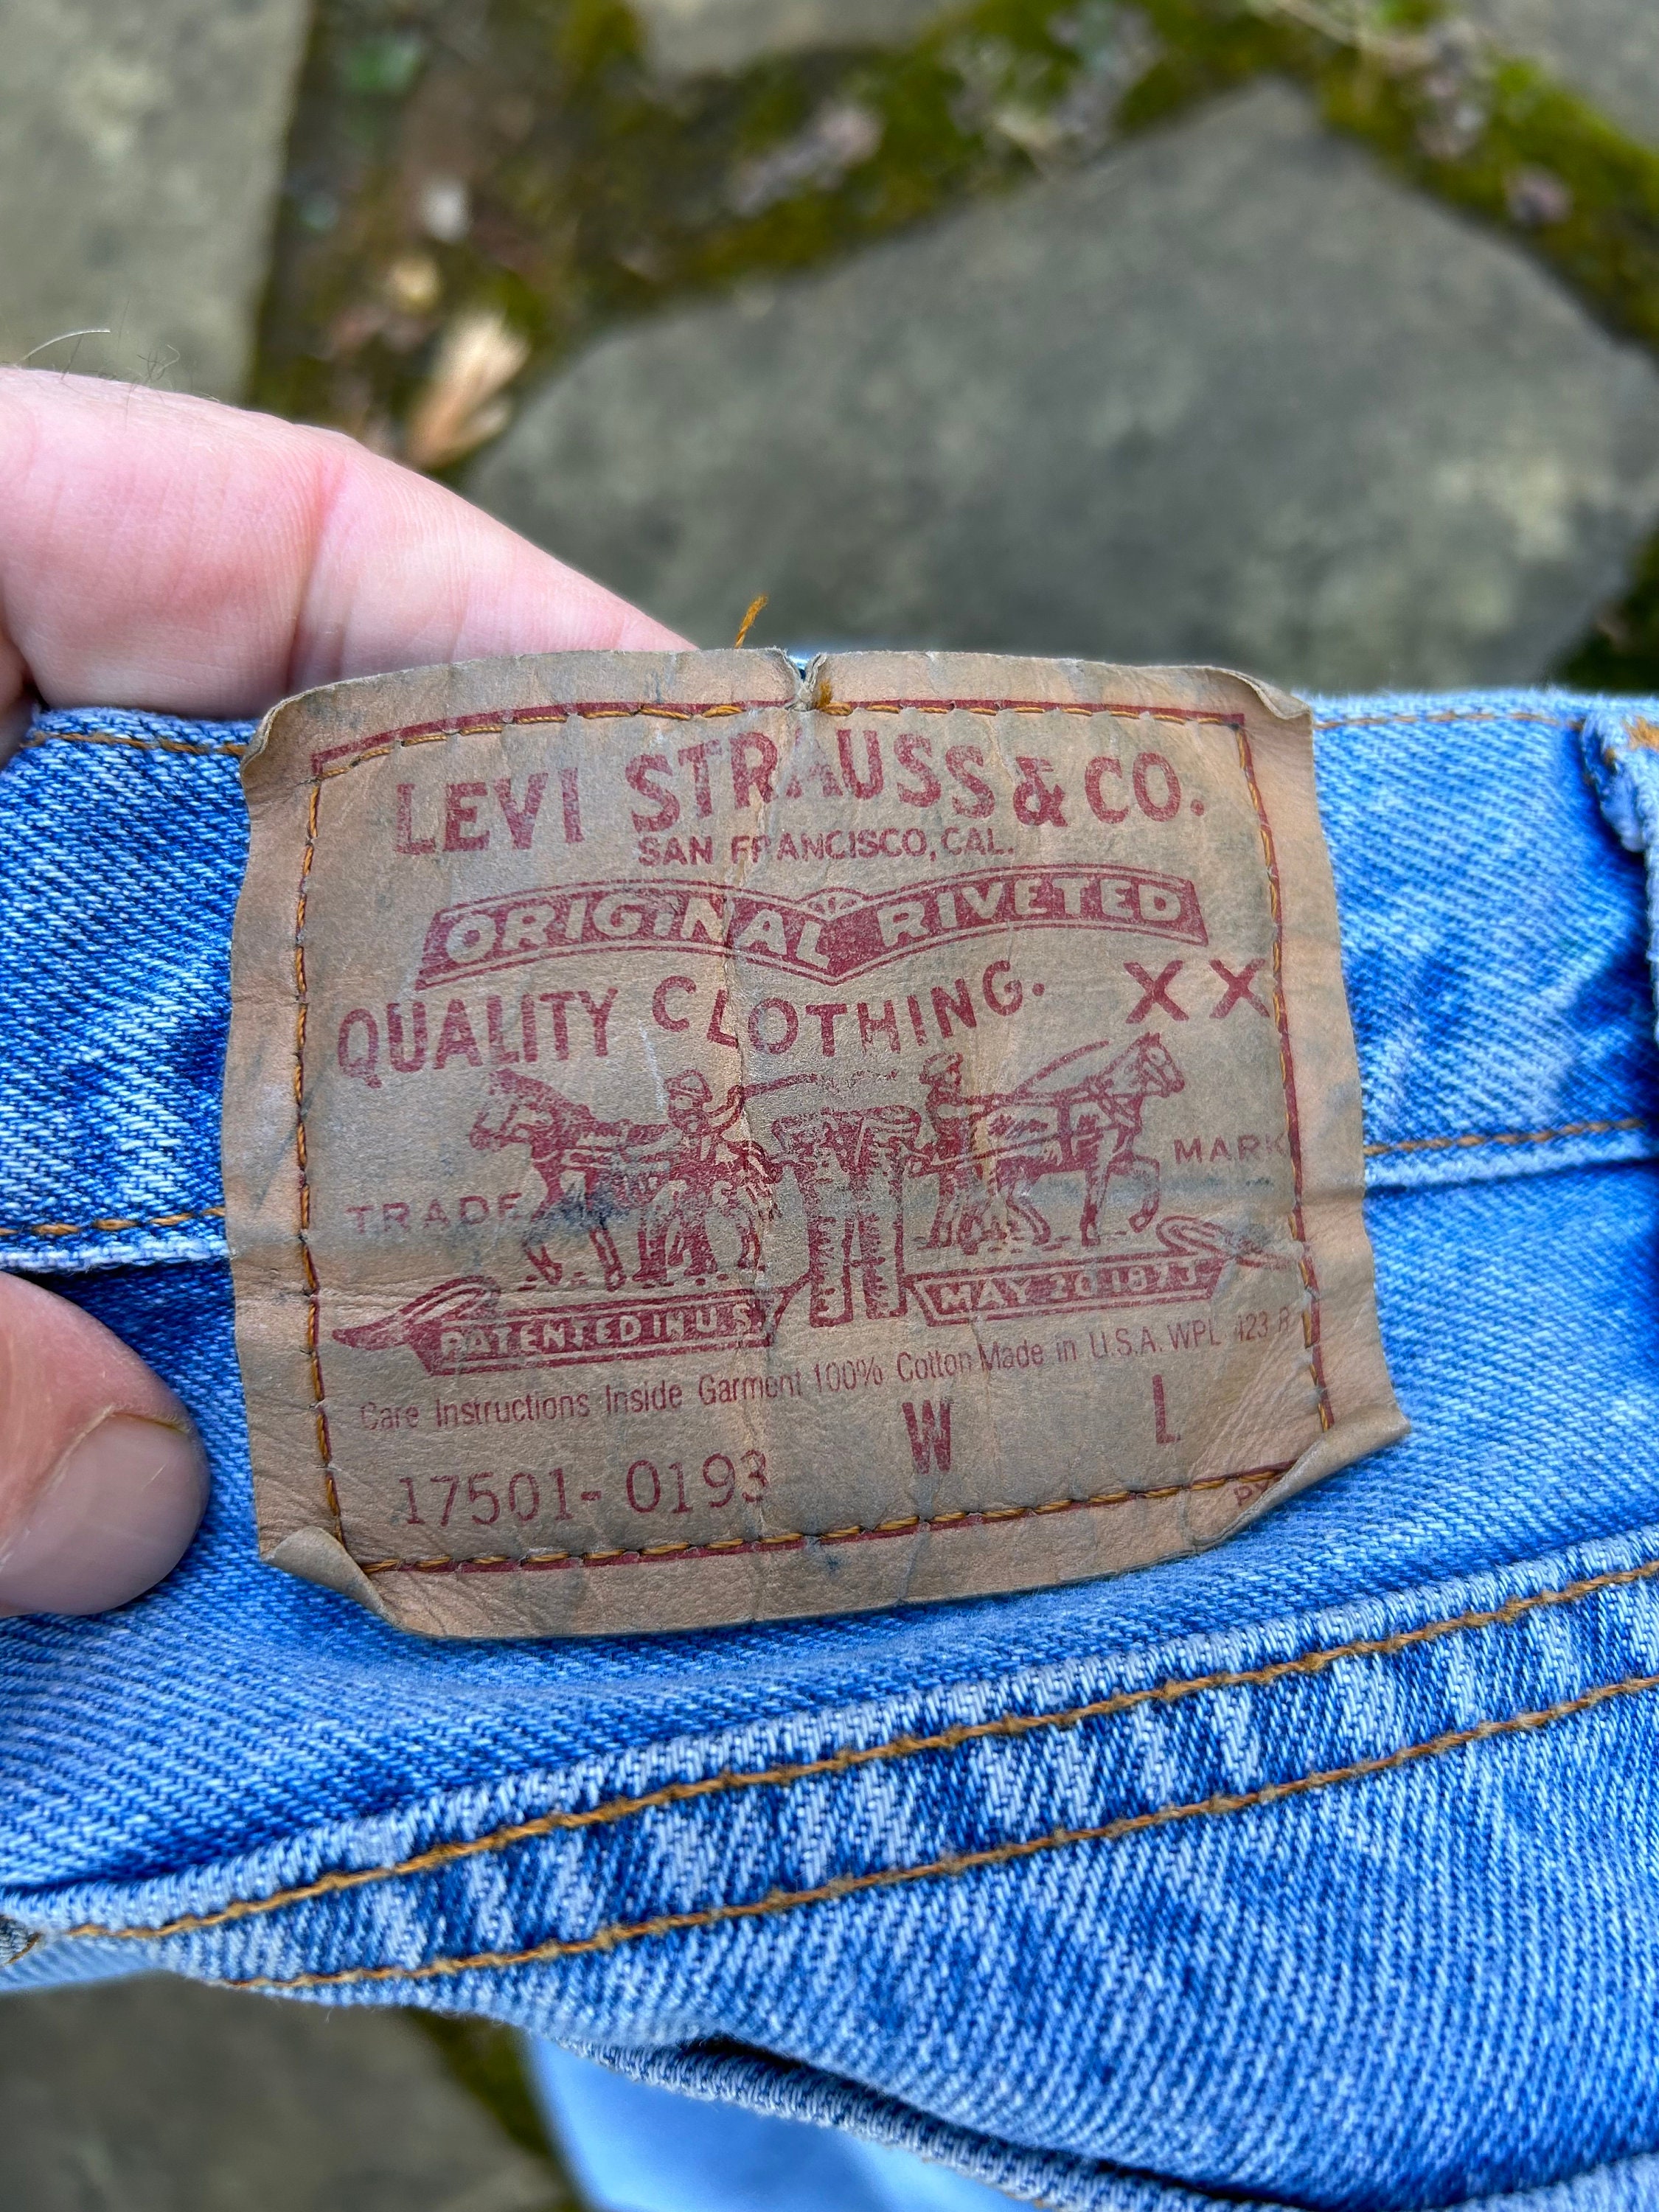 LEVI STRAUSS & CO.
SAN FRANCISCO, CAL.
ORIGINAL RIVETED
QUALITY CLOTHING. XX
TRADE MARK
PATENTED IN U.S. MAY 20 1873
Care Instructions Inside Garment 100% Cotton Made in U.S.A. WPL 423
W L
17501-0193